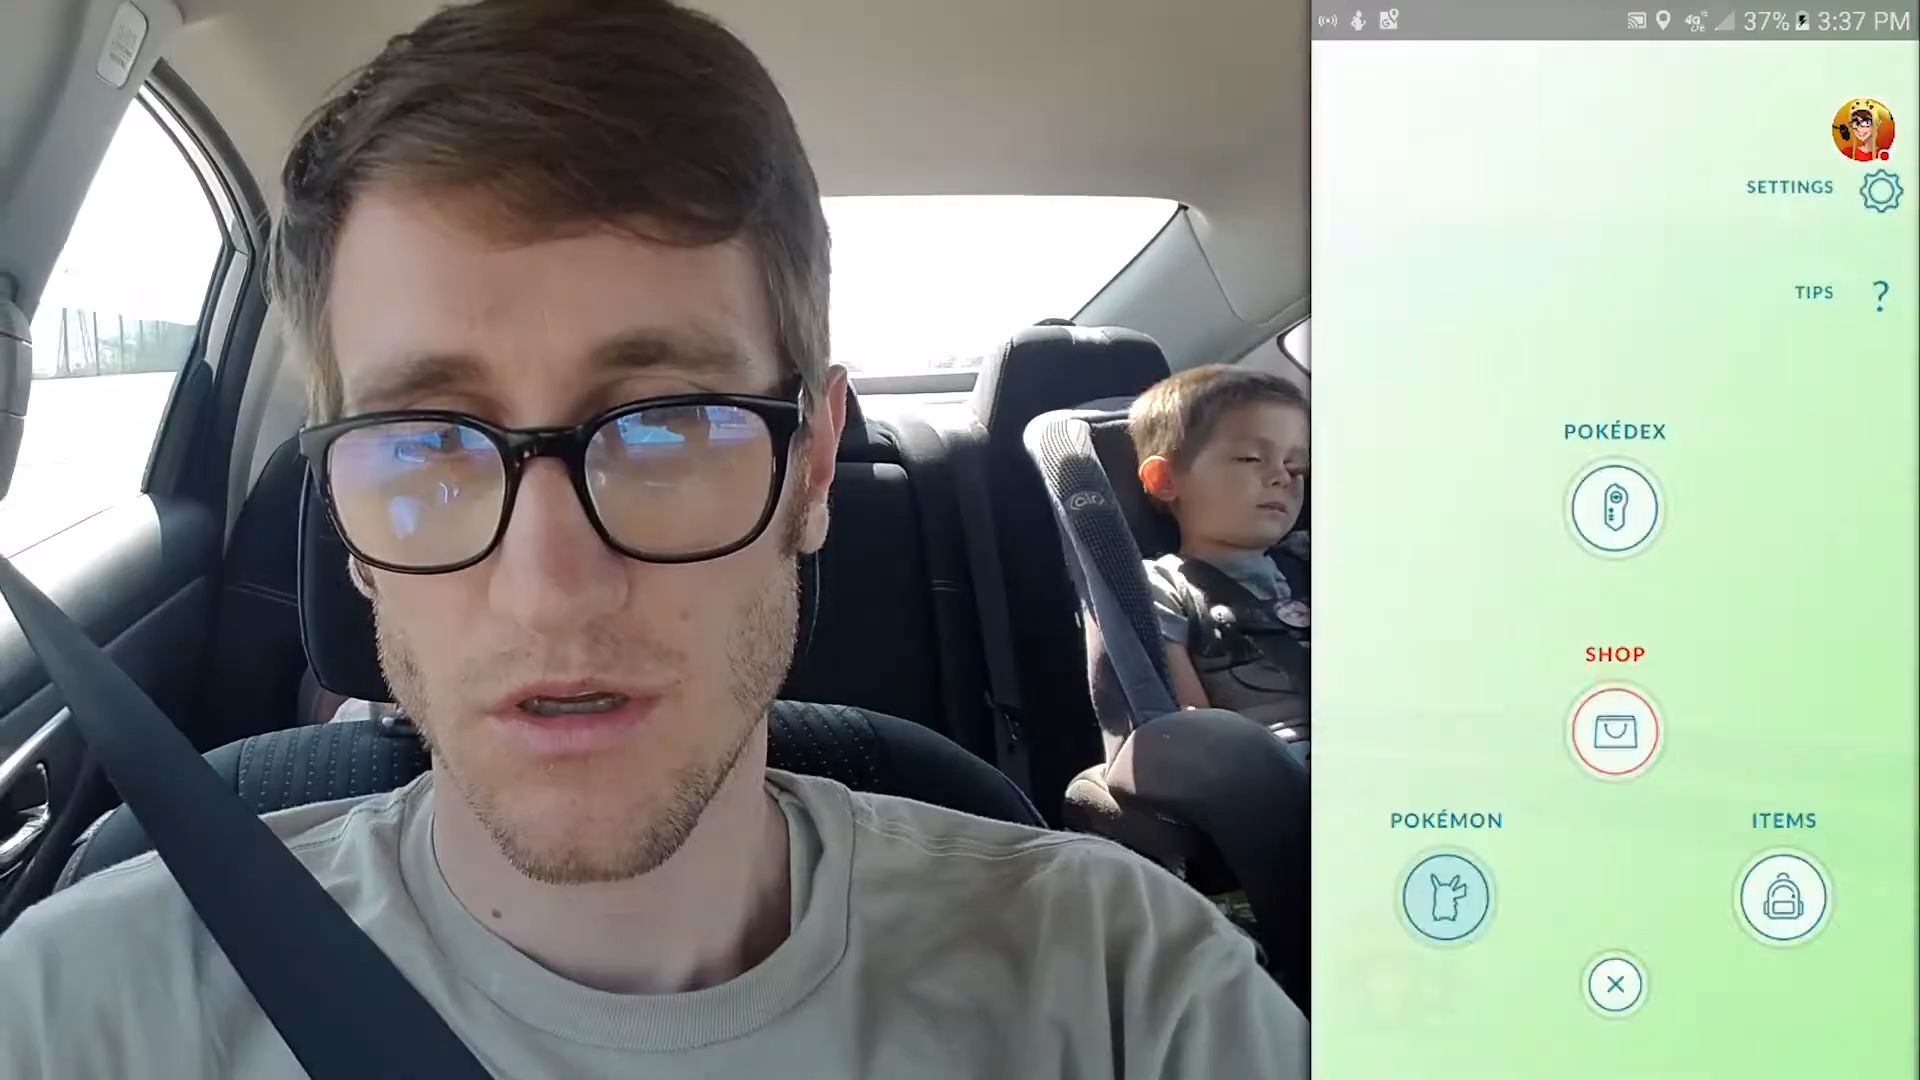 37% 3:37 PM
SETTINGS
TIPS ?
POKÉDEX
SHOP
POKÉMON
ITEMS